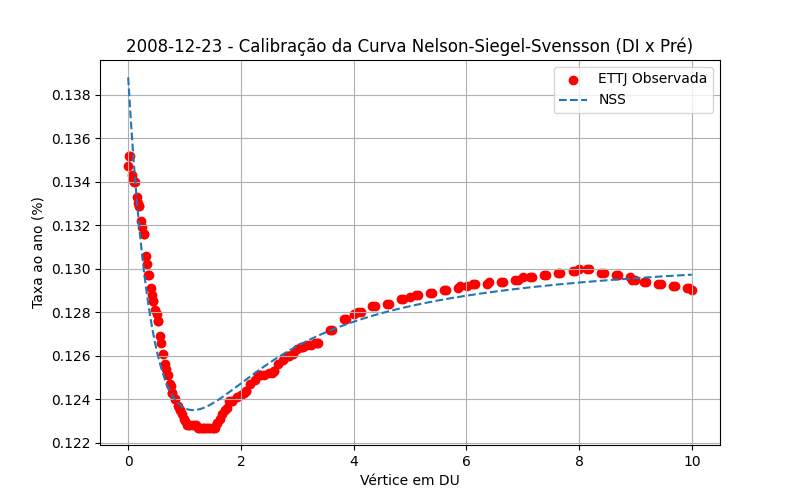 2008-12-23 - Calibração da Curva Nelson-Siegel-Svensson (DI x Pré)
ETTJ Observada
NSS
Taxa ao ano (%)
0.138
0.136
0.134
0.132
0.130
0.128
0.126
0.124
0.122
0 2 4 6 8 10
Vértice em DU